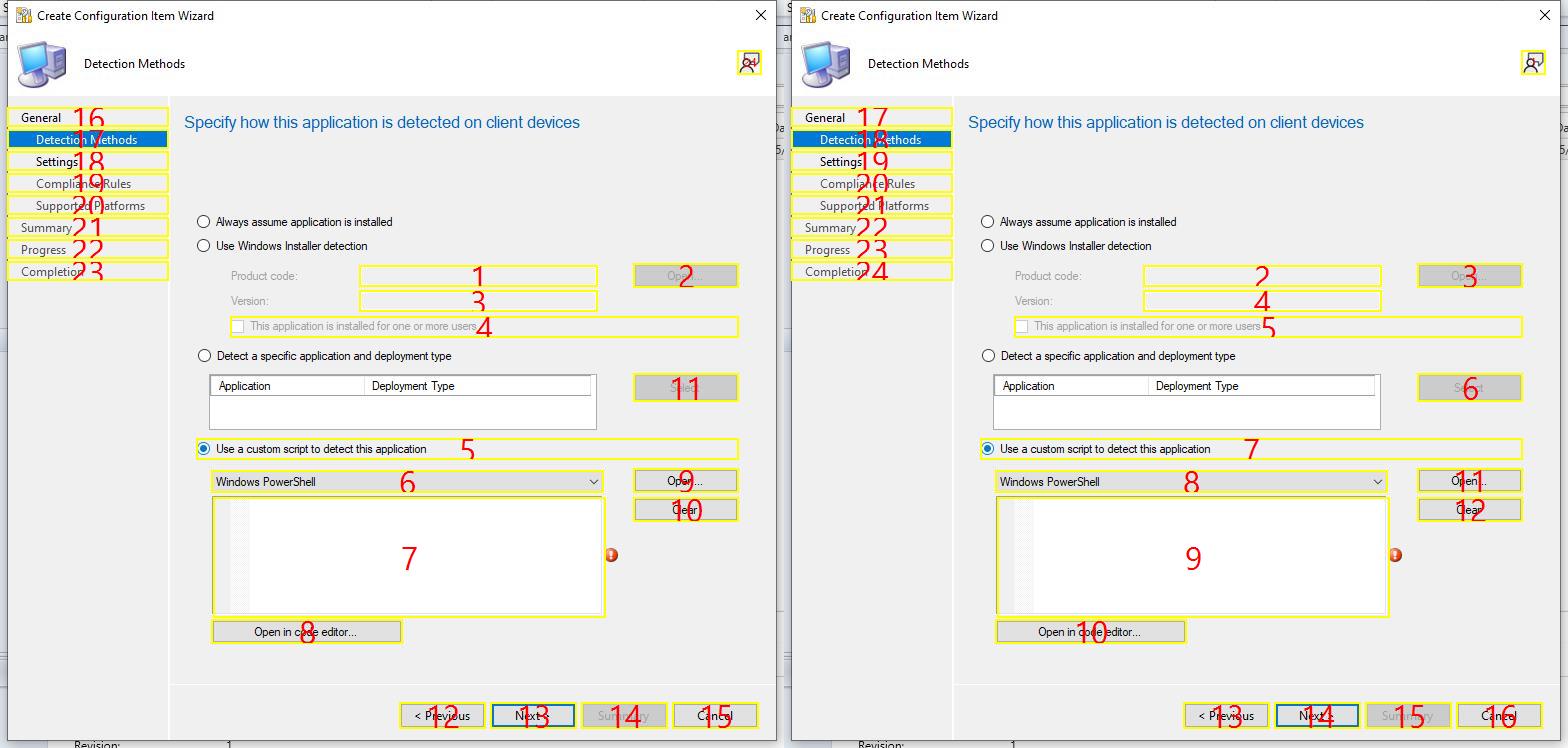 Create Configuration Item Wizard
Detection Methods
24
16 General
17 Detection Methods
18 Settings
19 Compliance Rules
20 Supported Platforms
21 Summary
22 Progress
23 Completion
Specify how this application is detected on client devices
Always assume application is installed
Use Windows Installer detection
Product code: 1 Open... 2
Version: 3
This application is installed for one or more users 4
Detect a specific application and deployment type
Application Deployment Type Select 11
Use a custom script to detect this application 5
Windows PowerShell 6 Open... 9
Clear 10
7
Open in code editor... 8
< Previous 12 Next > 13 Summary 14 Cancel 15
Revision: 1
Create Configuration Item Wizard
Detection Methods
1
17 General
18 Detection Methods
19 Settings
20 Compliance Rules
21 Supported Platforms
22 Summary
23 Progress
24 Completion
Specify how this application is detected on client devices
Always assume application is installed
Use Windows Installer detection
Product code: 2 Open... 3
Version: 4
This application is installed for one or more users 5
Detect a specific application and deployment type
Application Deployment Type Select 6
Use a custom script to detect this application 7
Windows PowerShell 8 Open... 11
Clear 12
9
Open in code editor... 10
< Previous 13 Next > 14 Summary 15 Cancel 16
Revision: 1